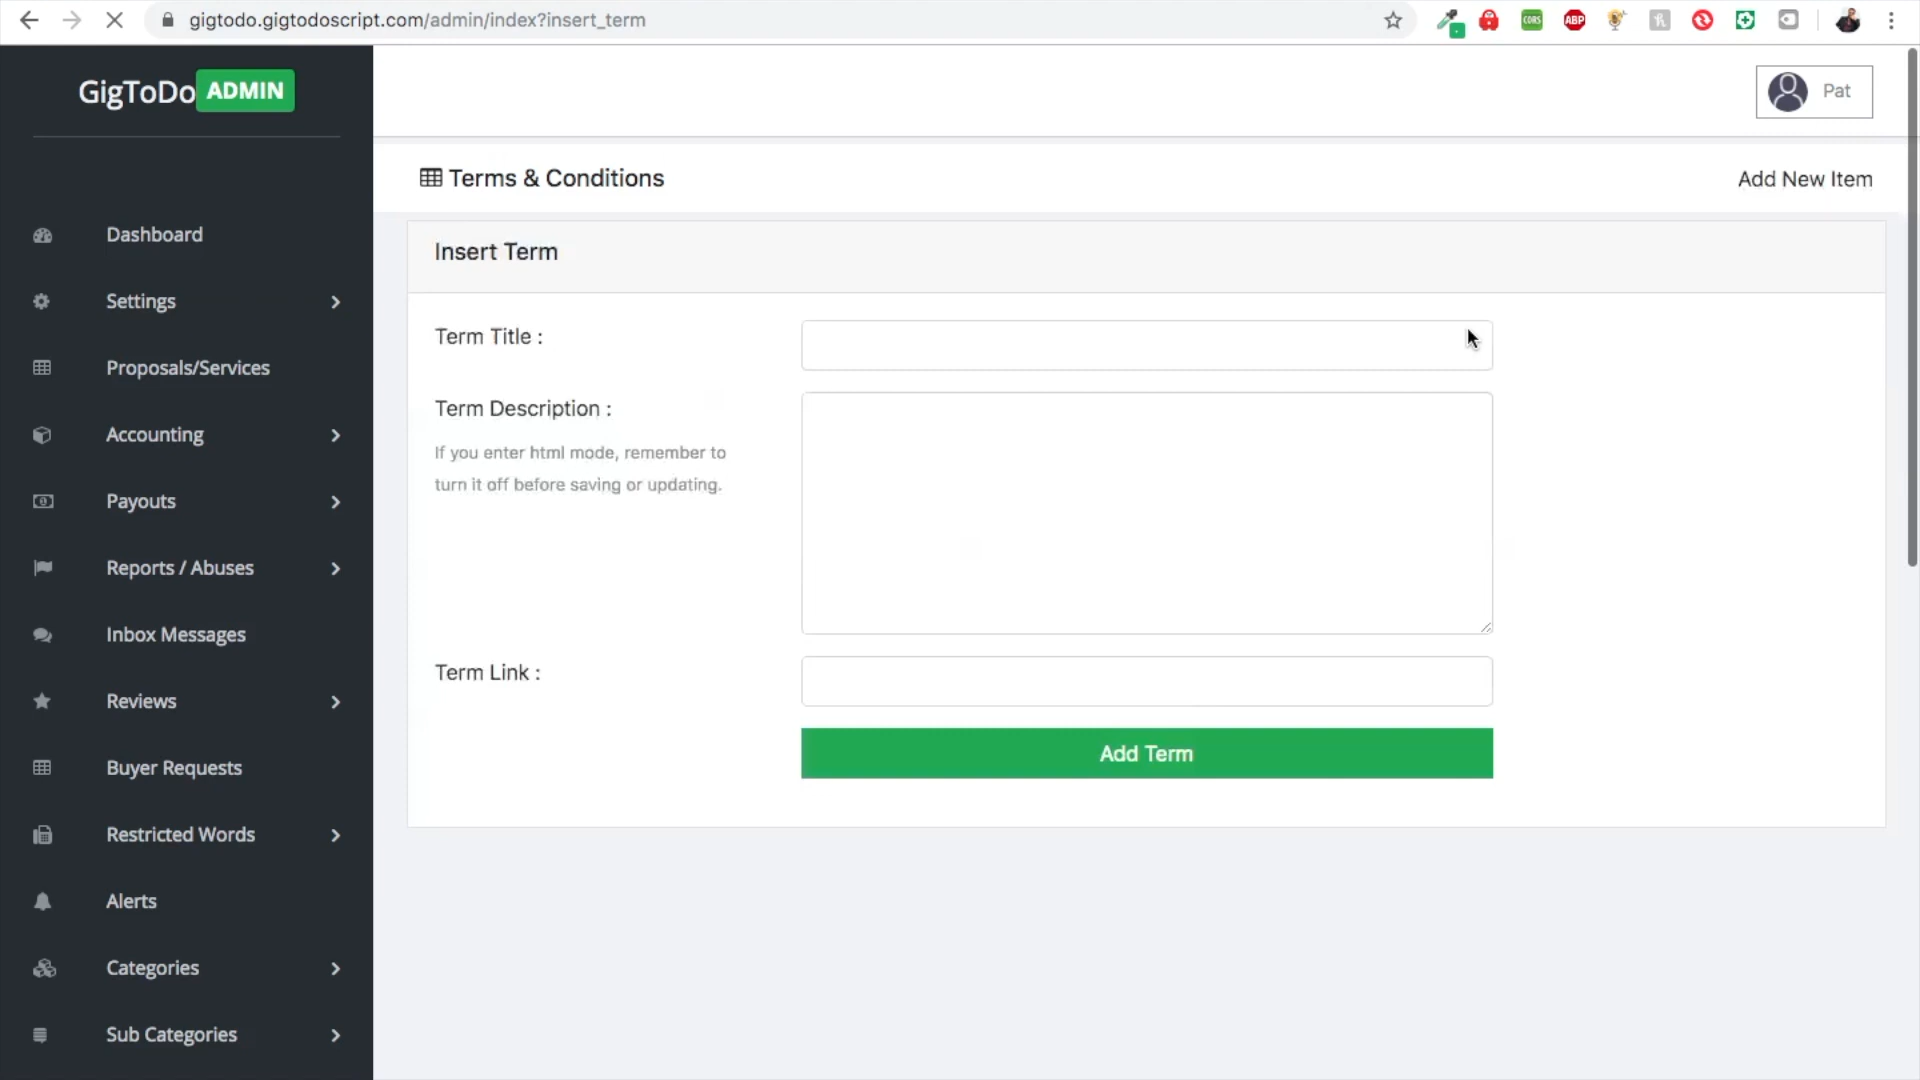 gigtodo.gigtodoscript.com/admin/index?insert_term
CORS
ABP
GigToDo ADMIN
Pat
Terms & Conditions
Add New Item
Dashboard
Settings
Proposals/Services
Accounting
Payouts
Reports / Abuses
Inbox Messages
Reviews
Buyer Requests
Restricted Words
Alerts
Categories
Sub Categories
Insert Term
Term Title :
Term Description :
If you enter html mode, remember to
turn it off before saving or updating.
Term Link :
Add Term